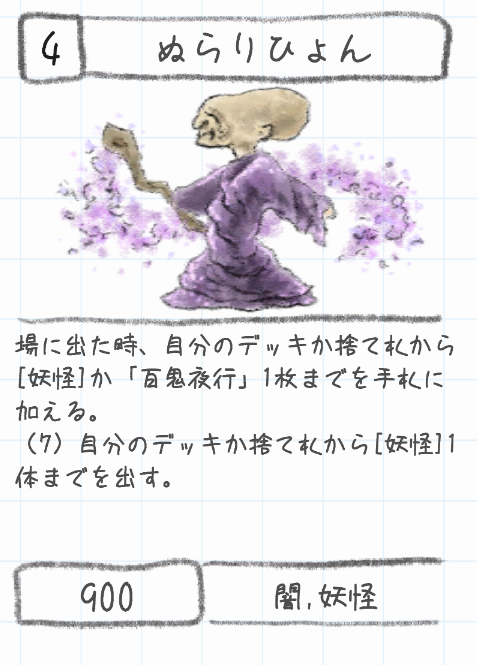 4 ぬらりひょん
場に出た時、自分のデッキか捨て札から
[妖怪]か「百鬼夜行」1枚までを手札に
加える。
（7）自分のデッキか捨て札から[妖怪]1
体までを出す。
900 闇,妖怪